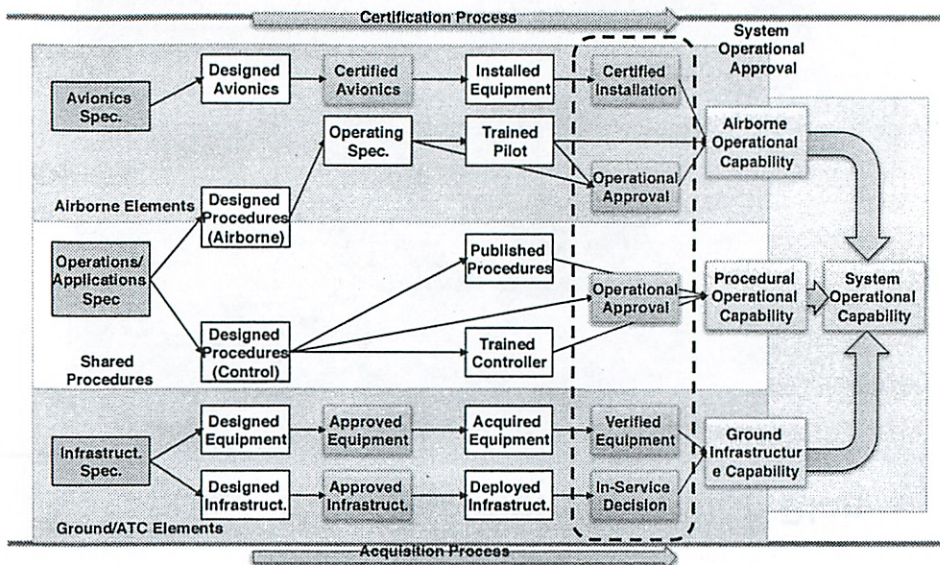 Certification Process
System
Operational
Approval
Avionics
Spec.
Designed
Avionics
Certified
Avionics
Installed
Equipment
Certified
Installation
Operating
Spec.
Trained
Pilot
Operational
Approval
Airborne
Operational
Capability
Airborne Elements
Designed
Procedures
(Airborne)
Operations/
Applications
Spec
Published
Procedures
Operational
Approval
Procedural
Operational
Capability
System
Operational
Capability
Designed
Procedures
(Control)
Trained
Controller
Shared
Procedures
Infrastruct.
Spec.
Designed
Equipment
Approved
Equipment
Acquired
Equipment
Verified
Equipment
Ground
Infrastructur
e Capability
Designed
Infrastruct.
Approved
Infrastruct.
Deployed
Infrastruct.
In-Service
Decision
Ground/ATC Elements
Acquisition Process